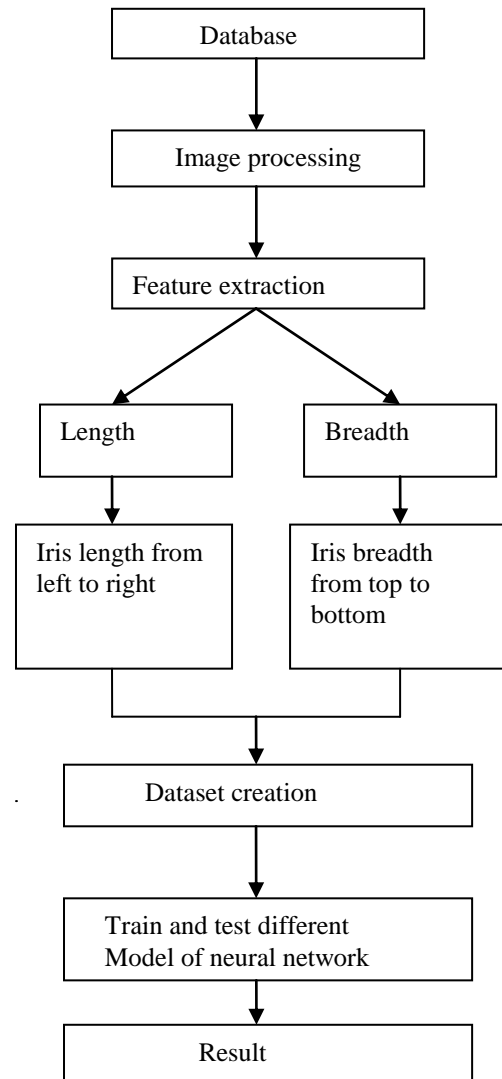 Database
Image processing
Feature extraction
Length
Breadth
Iris length from
left to right
Iris breadth
from top to
bottom
.
Dataset creation
Train and test different
Model of neural network
Result